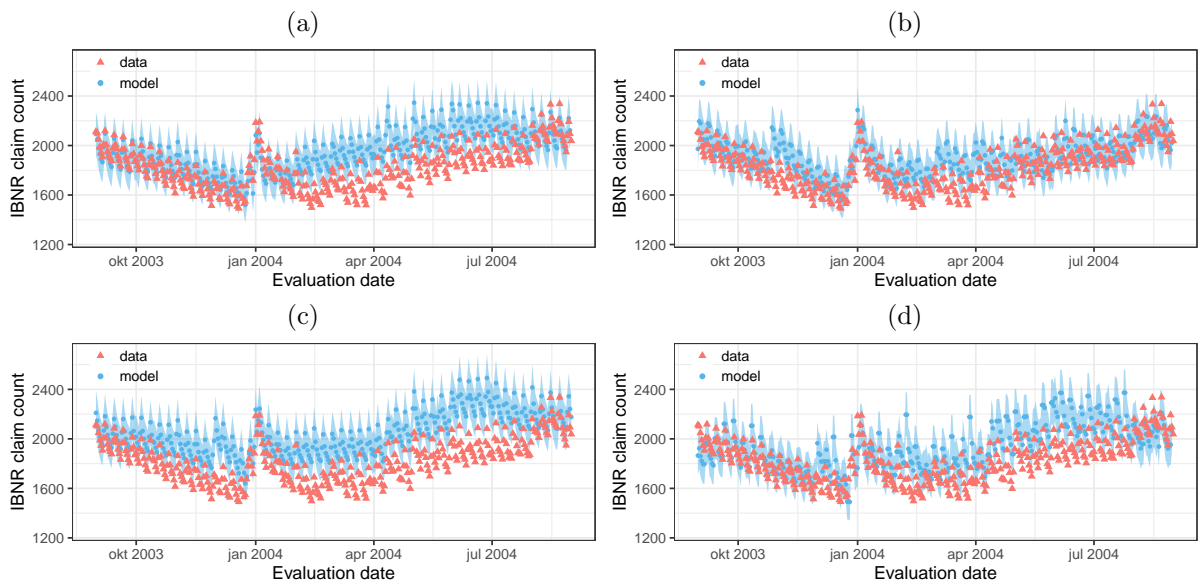 (a)
IBNR claim count
2400
2000
1600
1200
data
model
okt 2003
jan 2004
apr 2004
jul 2004
Evaluation date
(b)
IBNR claim count
2400
2000
1600
1200
data
model
okt 2003
jan 2004
apr 2004
jul 2004
Evaluation date
(c)
IBNR claim count
2400
2000
1600
1200
data
model
okt 2003
jan 2004
apr 2004
jul 2004
Evaluation date
(d)
IBNR claim count
2400
2000
1600
1200
data
model
okt 2003
jan 2004
apr 2004
jul 2004
Evaluation date